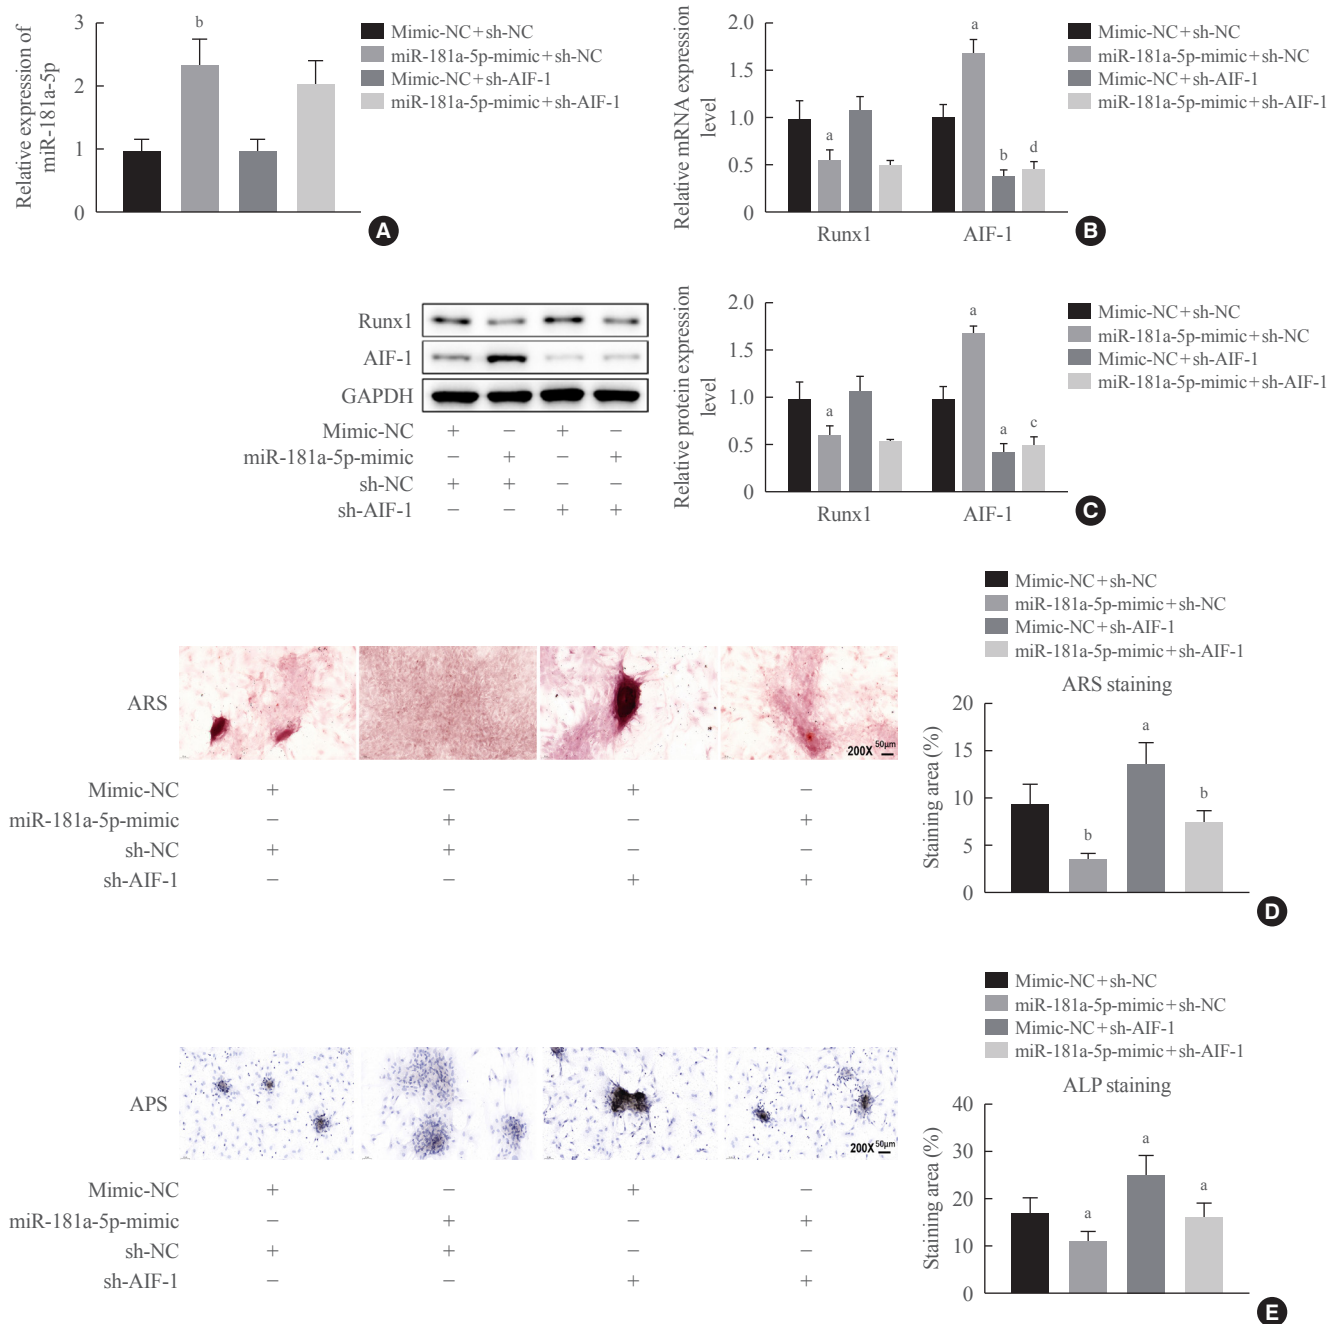 3
2
1
0
Relative expression of
miR-181a-5p
b
Mimic-NC+sh-NC
miR-181a-5p-mimic+sh-NC
Mimic-NC+sh-AIF-1
miR-181a-5p-mimic+sh-AIF-1
A
2.0
1.5
1.0
0.5
0
Relative mRNA expression
level
a
a
b
d
Runx1
AIF-1
Mimic-NC+sh-NC
miR-181a-5p-mimic+sh-NC
Mimic-NC+sh-AIF-1
miR-181a-5p-mimic+sh-AIF-1
B
Runx1
AIF-1
GAPDH
Mimic-NC + − + −
miR-181a-5p-mimic − + − +
sh-NC + + − −
sh-AIF-1 − − + +
2.0
1.5
1.0
0.5
0
Relative protein expression
level
a
a
a
c
Runx1
AIF-1
Mimic-NC+sh-NC
miR-181a-5p-mimic+sh-NC
Mimic-NC+sh-AIF-1
miR-181a-5p-mimic+sh-AIF-1
C
ARS
200X 50μm
Mimic-NC + − + −
miR-181a-5p-mimic − + − +
sh-NC + + − −
sh-AIF-1 − − + +
Mimic-NC+sh-NC
miR-181a-5p-mimic+sh-NC
Mimic-NC+sh-AIF-1
miR-181a-5p-mimic+sh-AIF-1
ARS staining
20
15
10
5
0
Staining area (%)
b
a
b
D
APS
200X 50μm
Mimic-NC + − + −
miR-181a-5p-mimic − + − +
sh-NC + + − −
sh-AIF-1 − − + +
Mimic-NC+sh-NC
miR-181a-5p-mimic+sh-NC
Mimic-NC+sh-AIF-1
miR-181a-5p-mimic+sh-AIF-1
ALP staining
40
30
20
10
0
Staining area (%)
a
a
a
E